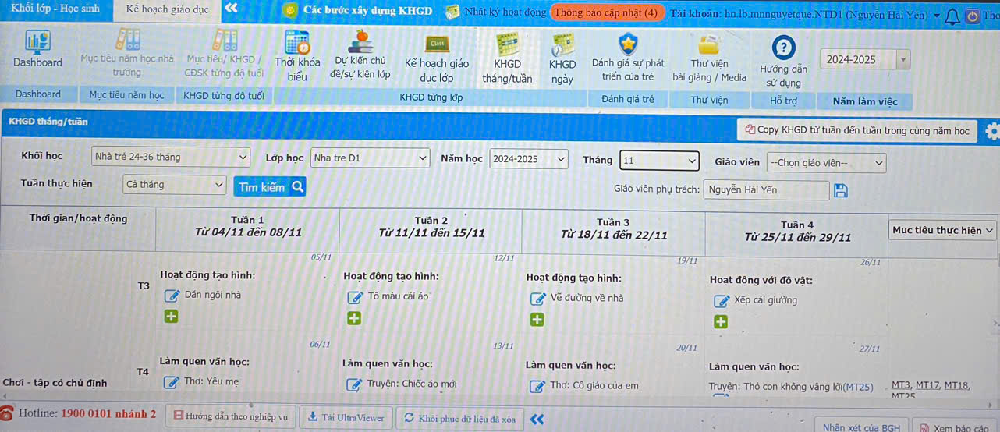 Khối lớp - Học sinh
Kế hoạch giáo dục
Các bước xây dựng KHGD
Nhật ký hoạt động
Thông báo cập nhật (4)
Tài khoản: hn.lb.mnnguyetque.NTD1 (Nguyễn Hải Yến)
Dashboard
Mục tiêu năm học nhà trường
Mục tiêu/ KHGD / CĐSK từng độ tuổi
Thời khóa biểu
Dự kiến chủ đề/sự kiện lớp
Class
Kế hoạch giáo dục lớp
KHGD tháng/tuần
KHGD ngày
Đánh giá sự phát triển của trẻ
Thư viện bài giảng / Media
Hướng dẫn sử dụng
2024-2025
Dashboard
Mục tiêu năm học
KHGD từng độ tuổi
KHGD từng lớp
Đánh giá trẻ
Thư viện
Hỗ trợ
Năm làm việc
KHGD tháng/tuần
Copy KHGD từ tuần đến tuần trong cùng năm học
Khối học
Nhà trẻ 24-36 tháng
Lớp học
Nha tre D1
Năm học
2024-2025
Tháng
11
Giáo viên
--Chọn giáo viên--
Tuần thực hiện
Cả tháng
Tìm kiếm
Giáo viên phụ trách:
Nguyễn Hải Yến
Thời gian/hoạt động
Tuần 1
Từ 04/11 đến 08/11
Tuần 2
Từ 11/11 đến 15/11
Tuần 3
Từ 18/11 đến 22/11
Tuần 4
Từ 25/11 đến 29/11
Mục tiêu thực hiện
05/11
12/11
19/11
26/11
T3
Hoạt động tạo hình:
Dán ngôi nhà
Hoạt động tạo hình:
Tô màu cái áo
Hoạt động tạo hình:
Vẽ đường về nhà
Hoạt động với đồ vật:
Xếp cái giường
06/11
13/11
20/11
27/11
Chơi - tập có chủ định
T4
Làm quen văn học:
Thơ: Yêu mẹ
Làm quen văn học:
Truyện: Chiếc áo mới
Làm quen văn học:
Thơ: Cô giáo của em
Làm quen văn học:
Truyện: Thỏ con không vâng lời(MT25)
MT3, MT17, MT18,
MT25
Hotline: 1900 0101 nhánh 2
Hướng dẫn theo nghiệp vụ
Tải UltraViewer
Khôi phục dữ liệu đã xóa
Nhận xét của BGH
Xem báo cáo